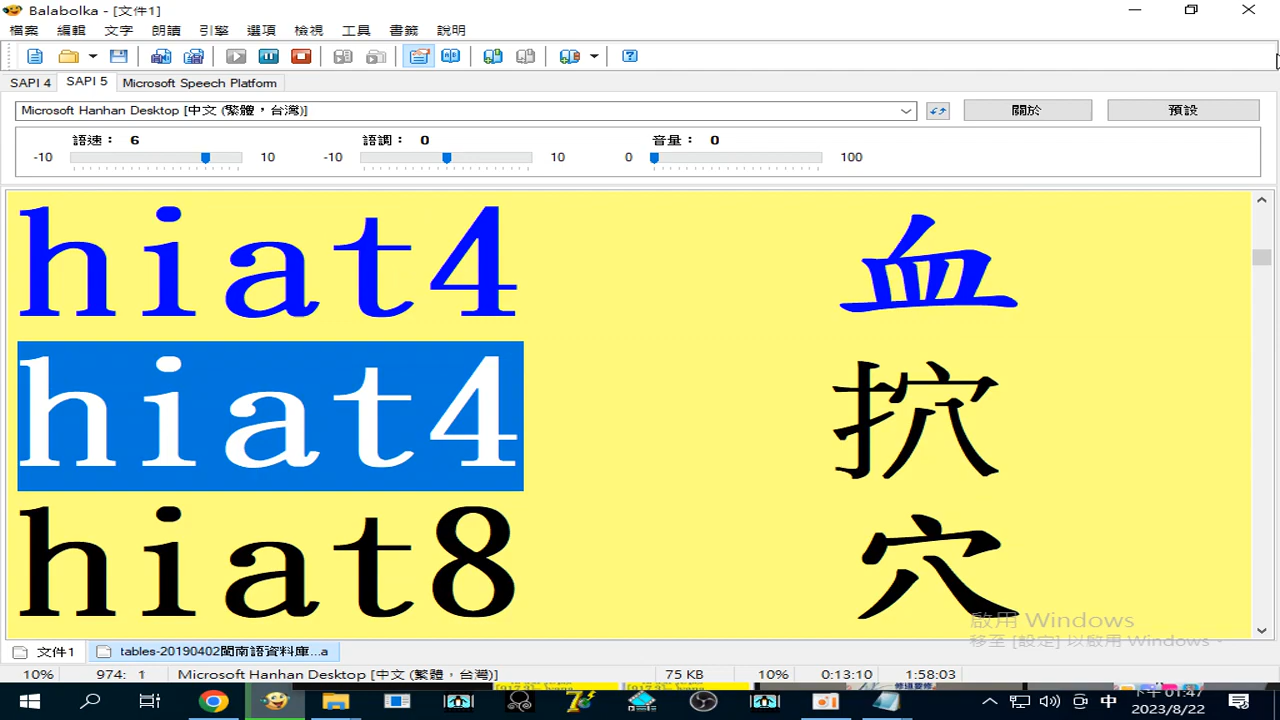 Balabolka - [文件1]
檔案 編輯 文字 朗讀 引擎 選項 檢視 工具 書籤 說明
SAPI 4 SAPI 5 Microsoft Speech Platform
Microsoft Hanhan Desktop [中文 (繁體，台灣)] 關於 預設
語速： 6 語調： 0 音量： 0
-10 10 -10 10 0 100
hiat4 血
hiat4 㧒
hiat8 穴
啟用 Windows
移至 [設定] 以啟用 Windows。
文件1 tables-20190402閩南語資料庫...a
10% 974: 1 Microsoft Hanhan Desktop [中文 (繁體，台灣)] 75 KB 10% 0:13:10 1:58:03
中 下午 01:47
2023/8/22